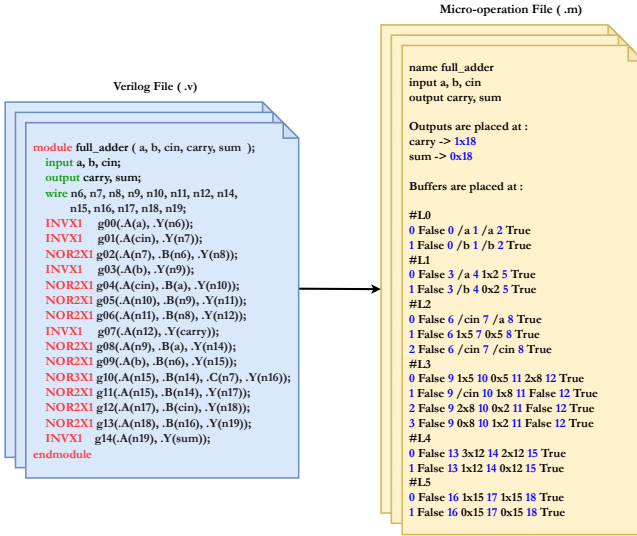 Micro-operation File ( .m)
Verilog File ( .v)
module full_adder ( a, b, cin, carry, sum );
input a, b, cin;
output carry, sum;
wire n6, n7, n8, n9, n10, n11, n12, n14,
n15, n16, n17, n18, n19;
INVX1 g00(.A(a), .Y(n6));
INVX1 g01(.A(cin), .Y(n7));
NOR2X1 g02(.A(n7), .B(n6), .Y(n8));
INVX1 g03(.A(b), .Y(n9));
NOR2X1 g04(.A(cin), .B(a), .Y(n10));
NOR2X1 g05(.A(n10), .B(n9), .Y(n11));
NOR2X1 g06(.A(n11), .B(n8), .Y(n12));
INVX1 g07(.A(n12), .Y(carry));
NOR2X1 g08(.A(n9), .B(a), .Y(n14));
NOR2X1 g09(.A(b), .B(n6), .Y(n15));
NOR3X1 g10(.A(n15), .B(n14), .C(n7), .Y(n16));
NOR2X1 g11(.A(n15), .B(n14), .Y(n17));
NOR2X1 g12(.A(n17), .B(cin), .Y(n18));
NOR2X1 g13(.A(n18), .B(n16), .Y(n19));
INVX1 g14(.A(n19), .Y(sum));
endmodule
name full_adder
input a, b, cin
output carry, sum
Outputs are placed at :
carry -> 1x18
sum -> 0x18
Buffers are placed at :
#L0
0 False 0 /a 1 /a 2 True
1 False 0 /b 1 /b 2 True
#L1
0 False 3 /a 4 1x2 5 True
1 False 3 /b 4 0x2 5 True
#L2
0 False 6 /cin 7 /a 8 True
1 False 6 1x5 7 0x5 8 True
2 False 6 /cin 7 /cin 8 True
#L3
0 False 9 1x5 10 0x5 11 2x8 12 True
1 False 9 /cin 10 1x8 11 False 12 True
2 False 9 2x8 10 0x2 11 False 12 True
3 False 9 0x8 10 1x2 11 False 12 True
#L4
0 False 13 3x12 14 2x12 15 True
1 False 13 1x12 14 0x12 15 True
#L5
0 False 16 1x15 17 1x15 18 True
1 False 16 0x15 17 0x15 18 True